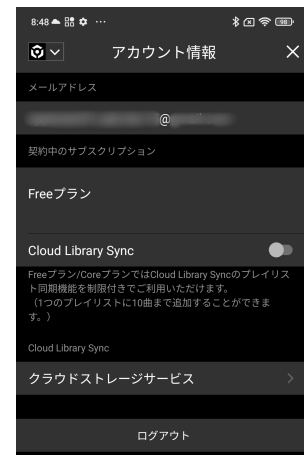 8:48
98
アカウント情報
メールアドレス
@
契約中のサブスクリプション
Freeプラン
Cloud Library Sync
Freeプラン/CoreプランではCloud Library Syncのプレイリス
ト同期機能を制限付きでご利用いただけます。
（1つのプレイリストに10曲まで追加することができま
す。）
Cloud Library Sync
クラウドストレージサービス
ログアウト